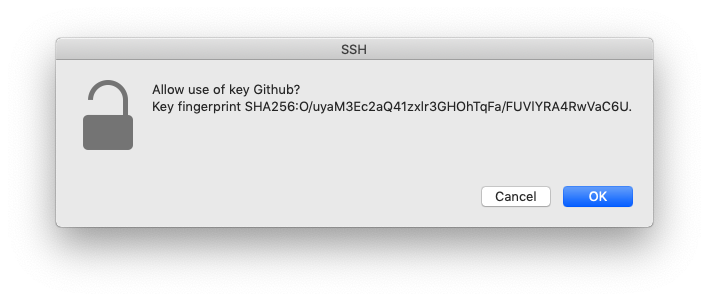 SSH
Allow use of key Github?
Key fingerprint SHA256:O/uyaM3Ec2aQ41zxlr3GHOhTqFa/FUVlYRA4RwVaC6U.
Cancel
OK